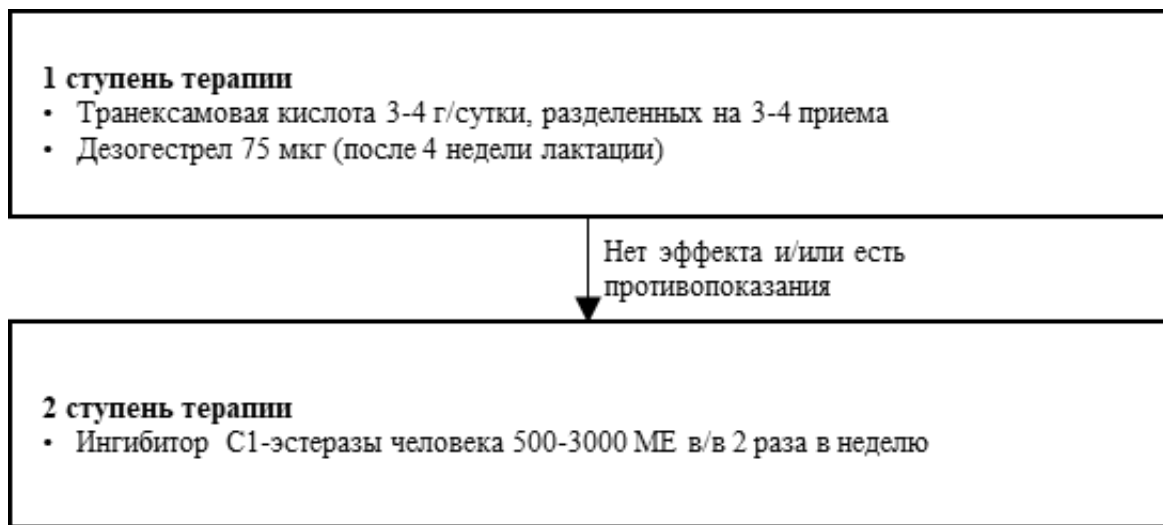 1 ступень терапии
• Транексамовая кислота 3-4 г/сутки, разделенных на 3-4 приема
• Дезогестрел 75 мкг (после 4 недели лактации)
Нет эффекта и/или есть
противопоказания
2 ступень терапии
• Ингибитор С1-эстеразы человека 500-3000 МЕ в/в 2 раза в неделю